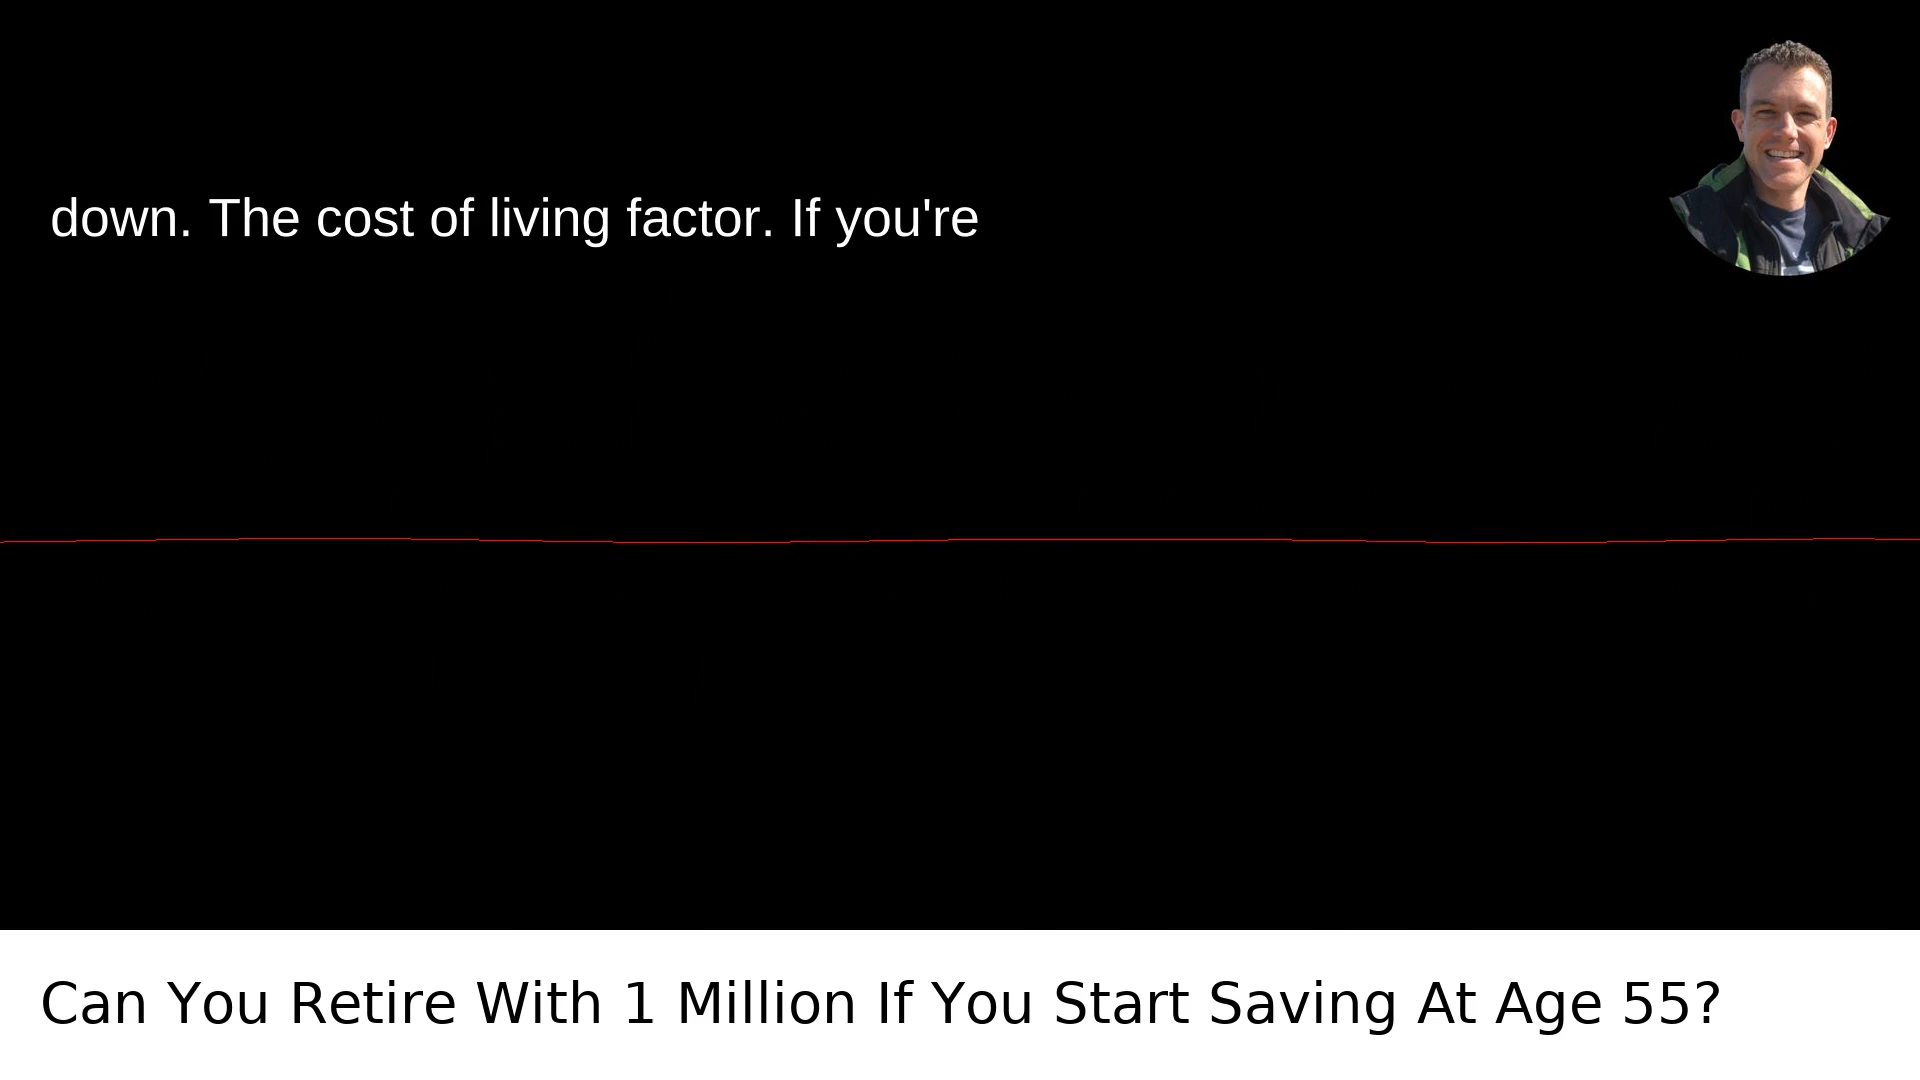 down. The cost of living factor. If you're
Can You Retire With 1 Million If You Start Saving At Age 55?